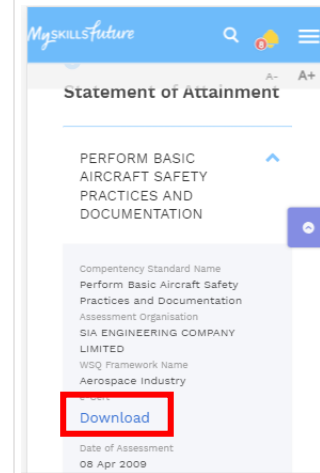 Myskillsfuture
8
A- A+
Statement of Attainment
PERFORM BASIC
AIRCRAFT SAFETY
PRACTICES AND
DOCUMENTATION
Compentency Standard Name
Perform Basic Aircraft Safety
Practices and Documentation
Assessment Organisation
SIA ENGINEERING COMPANY
LIMITED
WSQ Framework Name
Aerospace Industry
Download
Date of Assessment
08 Apr 2009